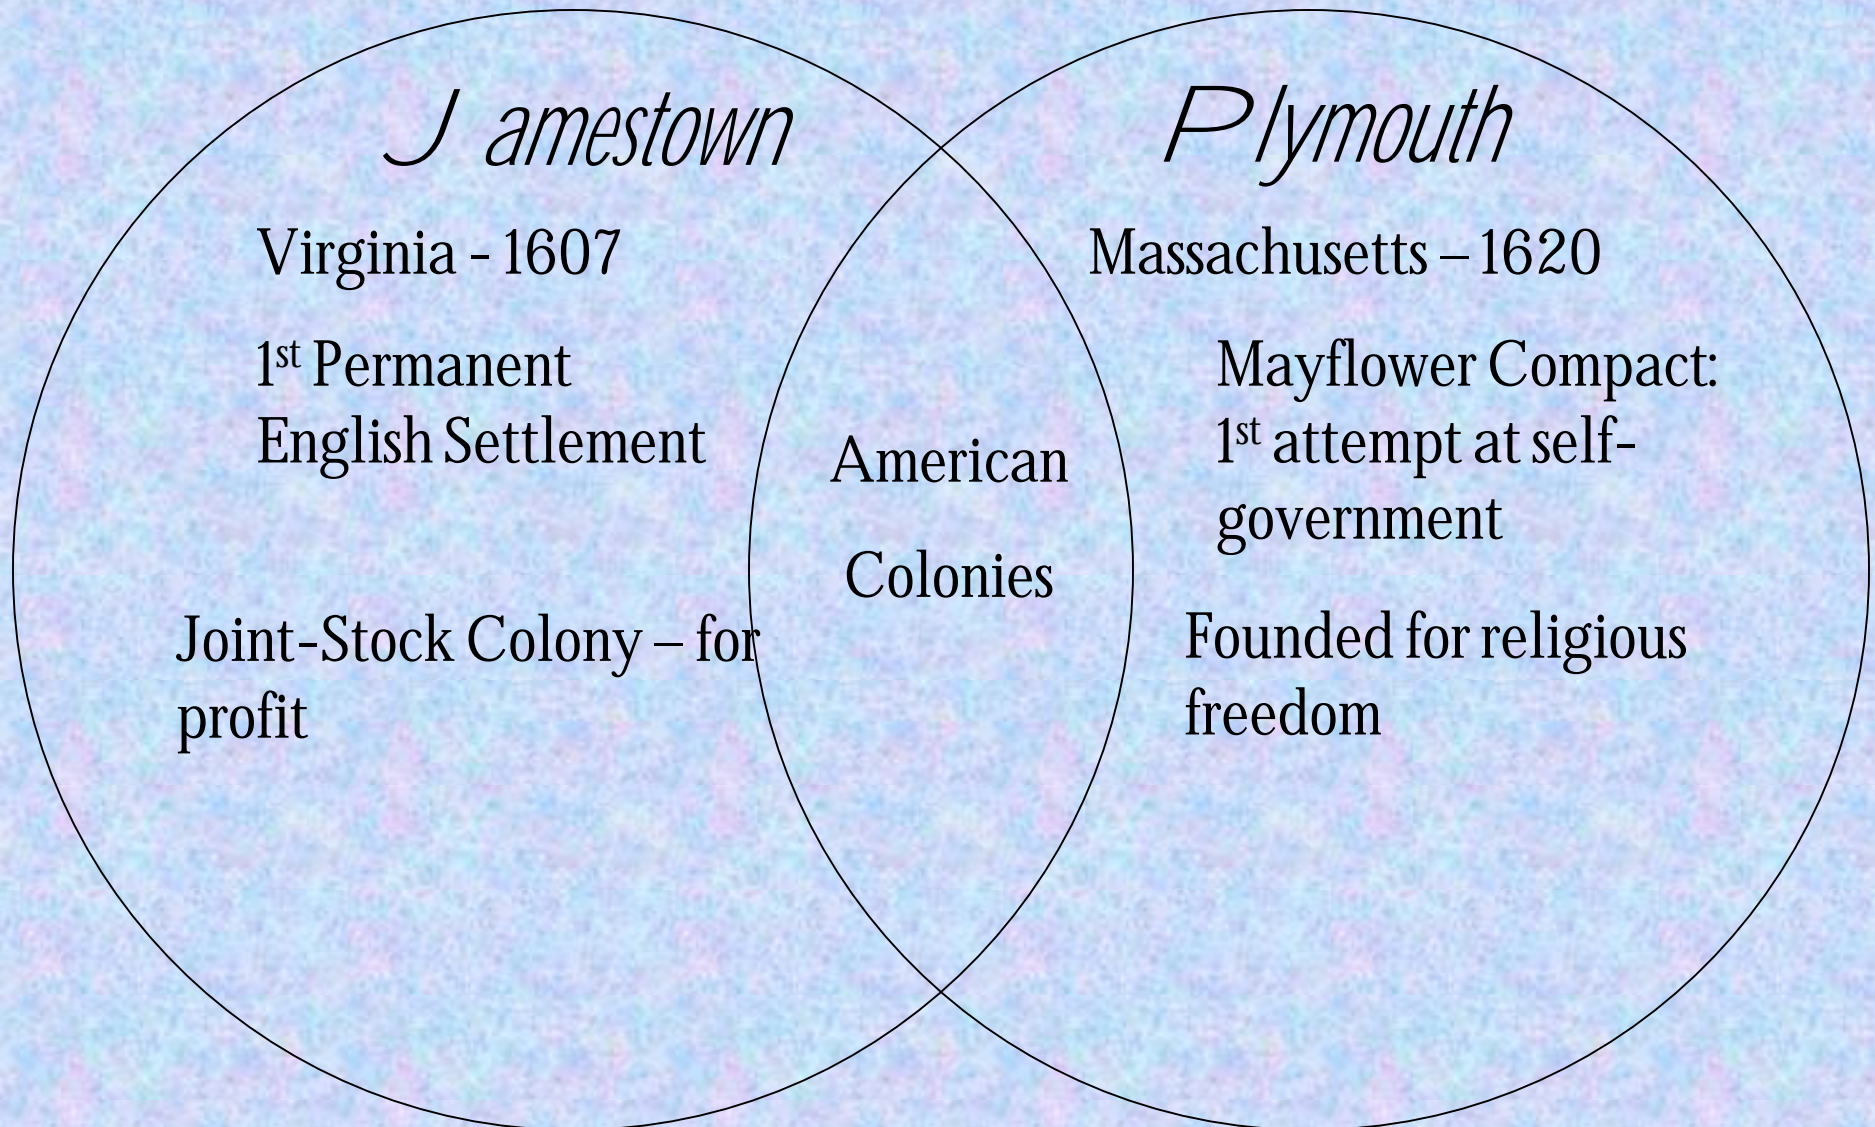 Jamestown
Virginia - 1607
1st Permanent
English Settlement
Joint-Stock Colony – for
profit
American
Colonies
Plymouth
Massachusetts – 1620
Mayflower Compact:
1st attempt at self-
government
Founded for religious
freedom